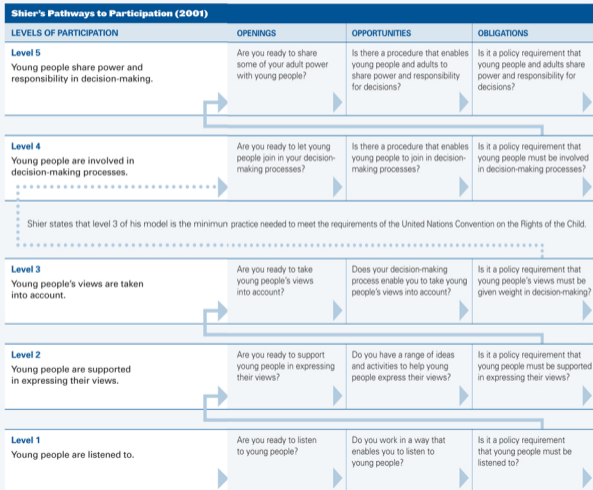 Shier's Pathways to Participation (2001)
LEVELS OF PARTICIPATION
OPENINGS
OPPORTUNITIES
OBLIGATIONS
Level 5
Young people share power and
responsibility in decision-making.
Are you ready to share
some of your adult power
with young people?
Is there a procedure that enables
young people and adults to
share power and responsibility
for decisions?
Is it a policy requirement that
young people and adults share
power and responsibility for
decisions?
Level 4
Young people are involved in
decision-making processes.
Are you ready to let young
people join in your decision-
making processes?
Is there a procedure that enables
young people to join in decision-
making processes?
Is it a policy requirement that
young people must be involved
in decision-making processes?
Shier states that level 3 of his model is the minimun practice needed to meet the requirements of the United Nations Convention on the Rights of the Child.
Level 3
Young people's views are taken
into account.
Are you ready to take
young people's views
into account?
Does your decision-making
process enable you to take young
people's views into account?
Is it a policy requirement that
young people's views must be
given weight in decision-making?
Level 2
Young people are supported
in expressing their views.
Are you ready to support
young people in expressing
their views?
Do you have a range of ideas
and activities to help young
people express their views?
Is it a policy requirement that
young people must be supported
in expressing their views?
Level 1
Young people are listened to.
Are you ready to listen
to young people?
Do you work in a way that
enables you to listen to
young people?
Is it a policy requirement
that young people must be
listened to?